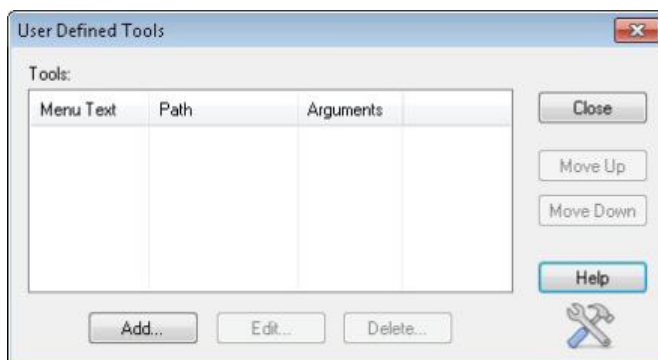 User Defined Tools
Tools:
Menu Text Path Arguments
Close
Move Up
Move Down
Help
Add... Edit... Delete...